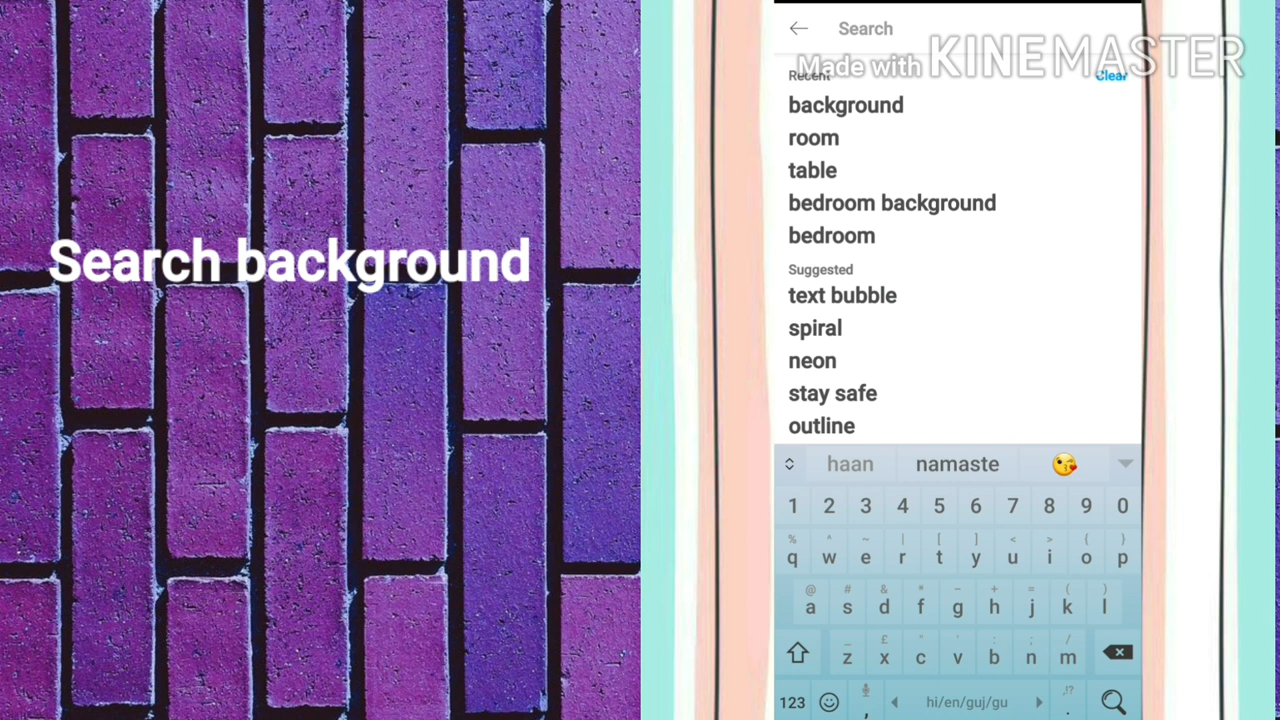 Search background
Search
Made with KINEMASTER
Recent
Clear
background
room
table
bedroom background
bedroom
Suggested
text bubble
spiral
neon
stay safe
outline
haan namaste
1 2 3 4 5 6 7 8 9 0
% ^ ~ | [ ] < > { }
q w e r t y u i o p
@ # & * - + = ( )
a s d f g h j k l
_ £ " ' : ; /
z x c v b n m
,!?
123 , hi/en/guj/gu .